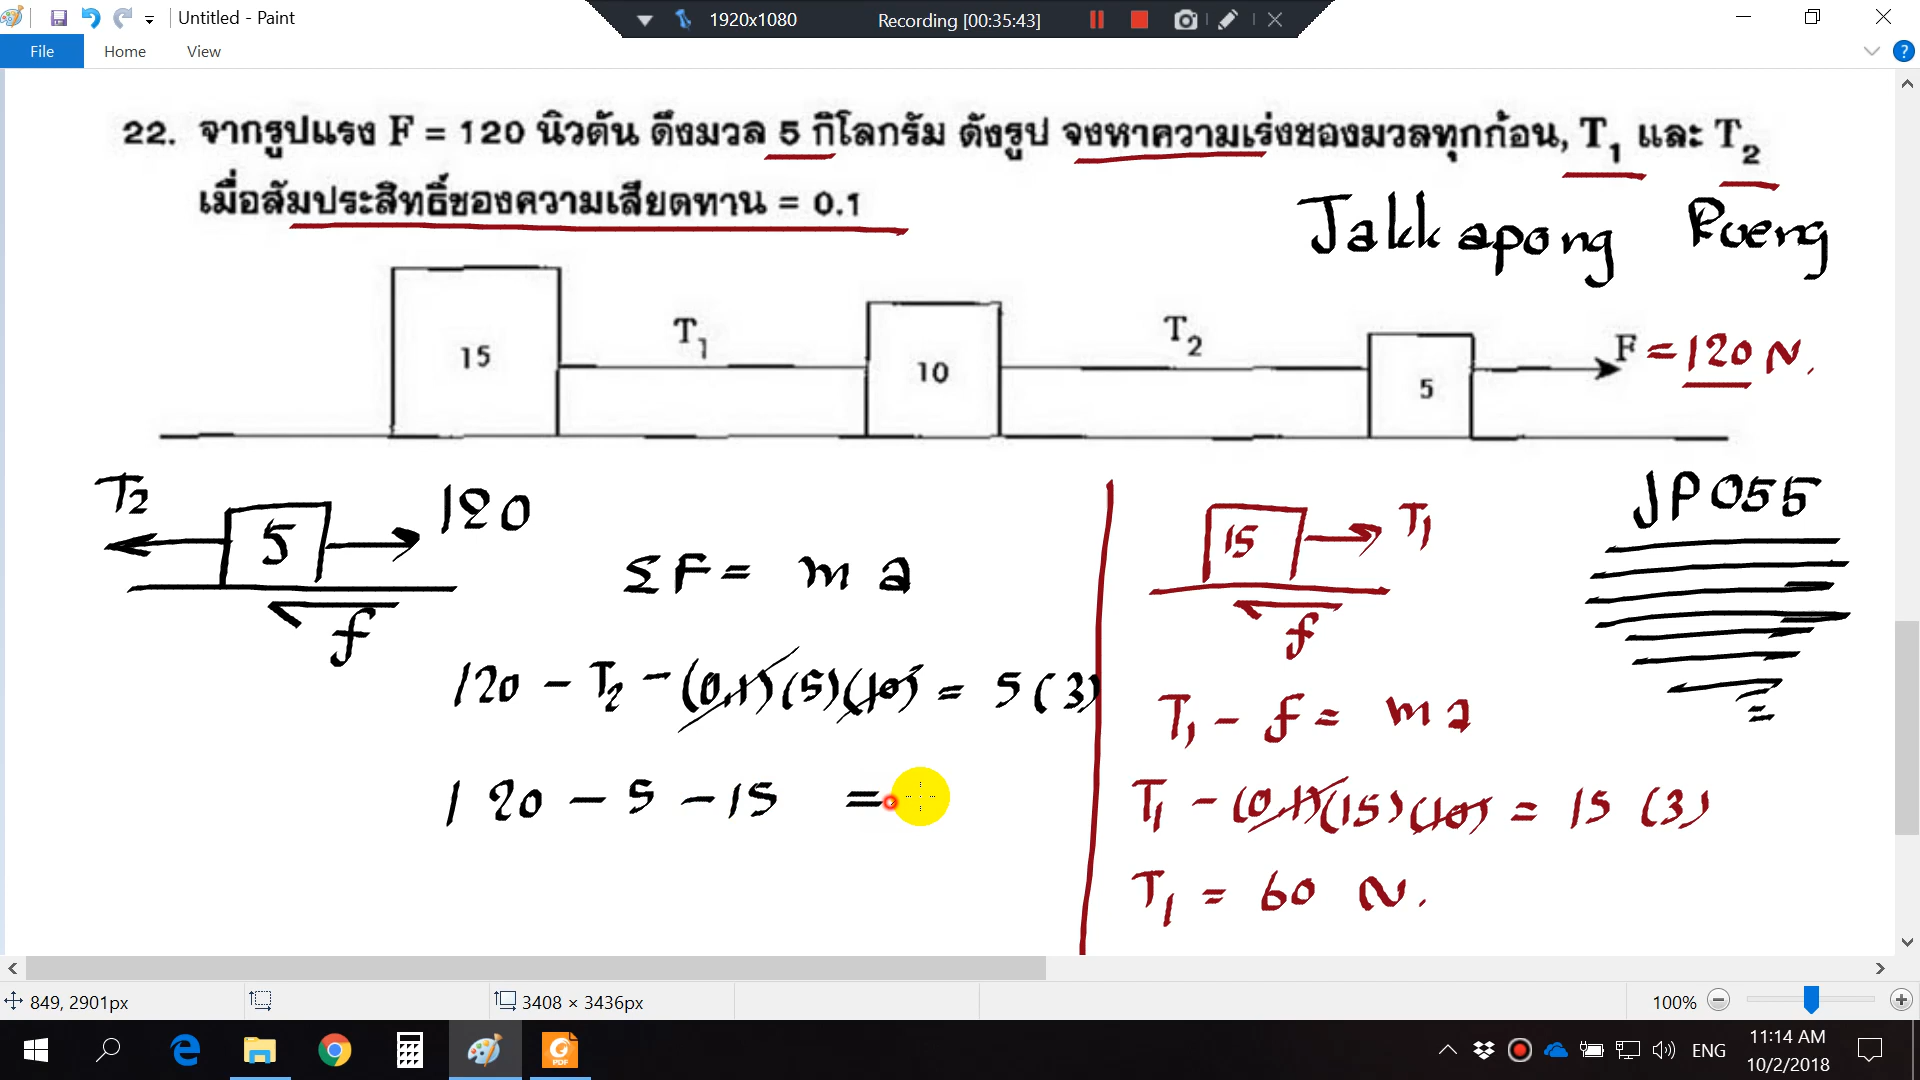 Untitled - Paint
1920x1080
Recording [00:35:43]
File Home View
22. จากรูปแรง F = 120 นิวตัน ดึงมวล 5 กิโลกรัม ดังรูป จงหาความเร่งของมวลทุกก้อน, T1 และ T2
เมื่อสัมประสิทธิ์ของความเสียดทาน = 0.1
Jakkapong Rueng
15 T1 10 T2 5 F = 120 N.
T2 5 120
f
ΣF = ma
120 - T2 - (0.1)(5)(10) = 5(3)
120 - 5 - 15 =
15 T1
f
T1 - f = ma
T1 - (0.1)(15)(10) = 15 (3)
T1 = 60 N.
JP055
849, 2901px
3408 × 3436px
100%
PDF
ENG
11:14 AM
10/2/2018